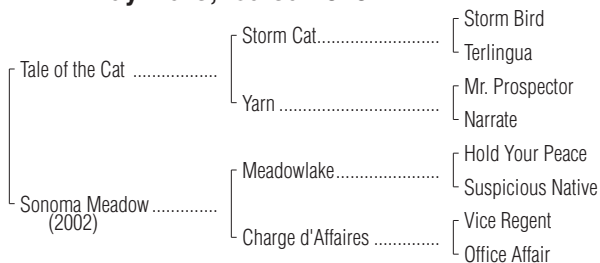 Storm Bird
Storm Cat..............................
Terlingua
Tale of the Cat .................
Mr. Prospector
Yarn ........................................
Narrate
Hold Your Peace
Meadowlake..........................
Suspicious Native
Sonoma Meadow.............
(2002)
Vice Regent
Charge d'Affaires ................
Office Affair